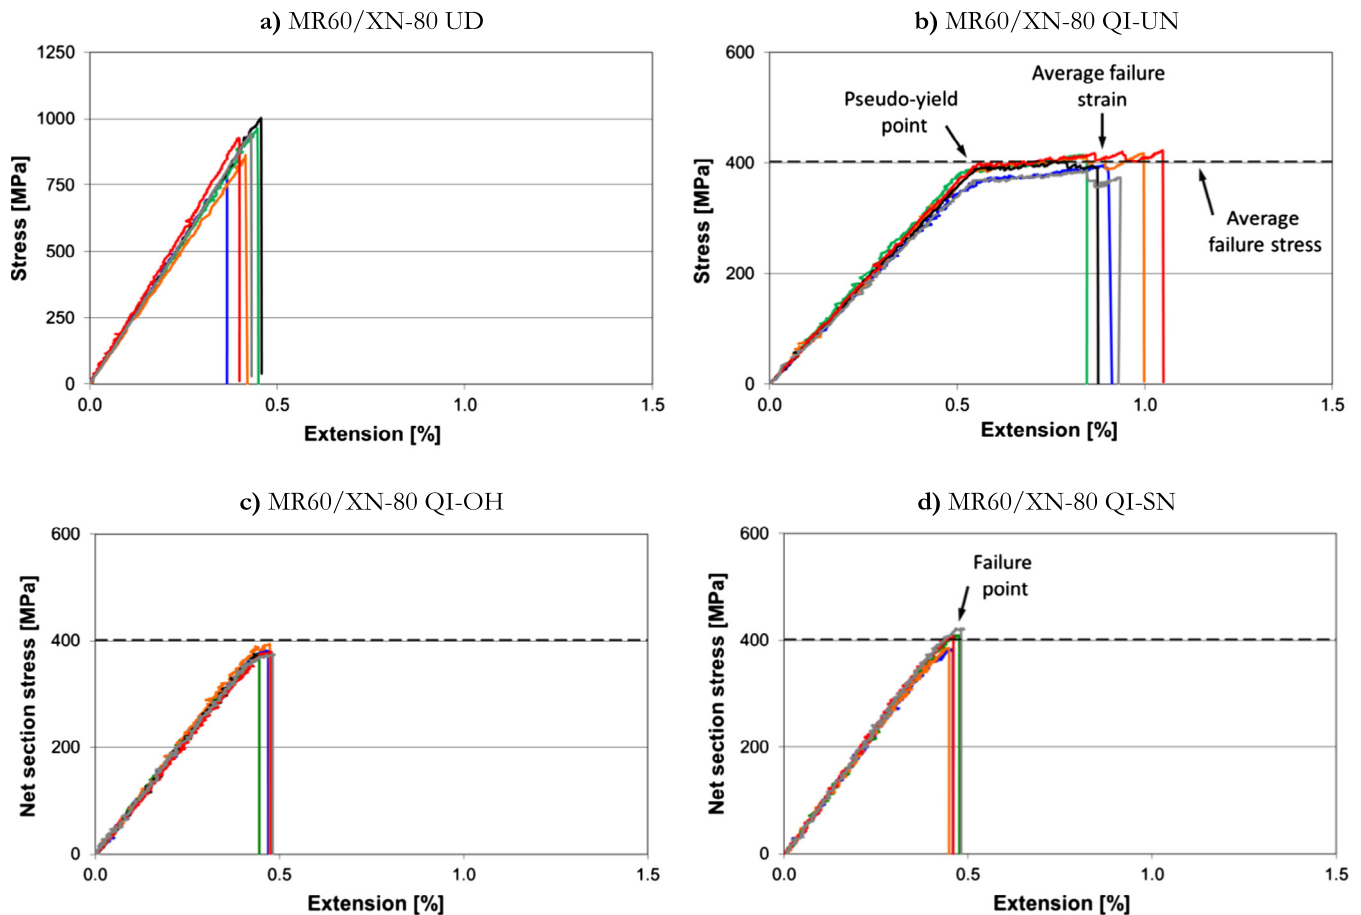 a) MR60/XN-80 UD
1250
1000
750
500
250
0
Stress [MPa]
0.0
0.5
1.0
1.5
Extension [%]
b) MR60/XN-80 QI-UN
600
400
200
0
Stress [MPa]
Pseudo-yield
point
Average failure
strain
Average
failure stress
0.0
0.5
1.0
1.5
Extension [%]
c) MR60/XN-80 QI-OH
600
400
200
0
Net section stress [MPa]
0.0
0.5
1.0
1.5
Extension [%]
d) MR60/XN-80 QI-SN
600
400
200
0
Net section stress [MPa]
Failure
point
0.0
0.5
1.0
1.5
Extension [%]